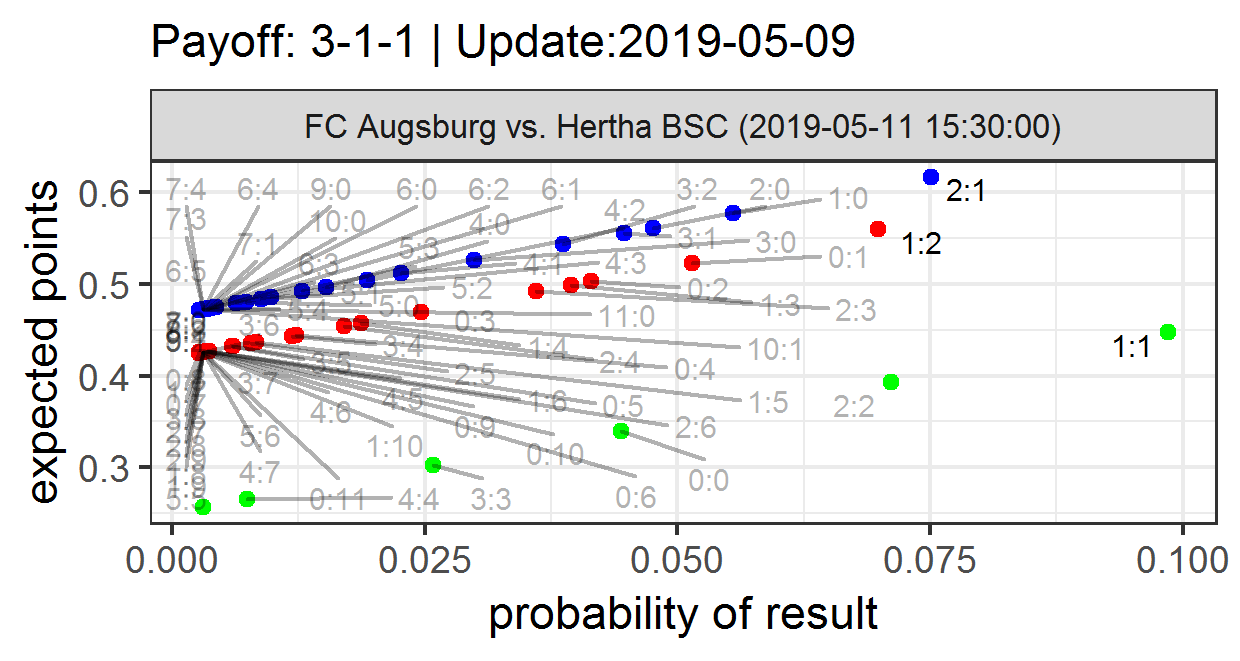 Payoff: 3-1-1 | Update:2019-05-09
FC Augsburg vs. Hertha BSC (2019-05-11 15:30:00)
expected points
0.6
0.5
0.4
0.3
7:4 6:4 9:0 6:0 6:2 6:1 3:2 2:0 1:0
2:1
7:3 10:0 4:0 4:2
7:1 5:3 3:1 3:0
1:2
6:5 6:3 4:1 4:3 0:1
5:1 5:2 0:2
5:4 5:0 1:3 2:3
3:6 0:3 11:0
3:4 1:4 10:1
1:1
3:5 2:5 2:4 0:4
3:7 4:5 1:6 0:5 1:5 2:2
4:6
5:6 0:9 2:6
1:10 0:10
4:7 0:0
5:5 0:11 4:4 3:3 0:6
0.000 0.025 0.050 0.075 0.100
probability of result